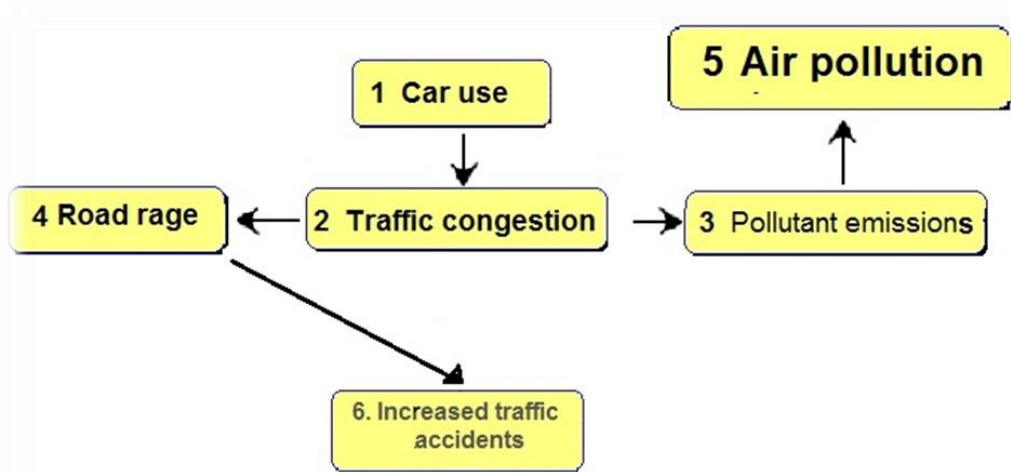 1 Car use
2 Traffic congestion
3 Pollutant emissions
4 Road rage
5 Air pollution
6. Increased traffic
accidents